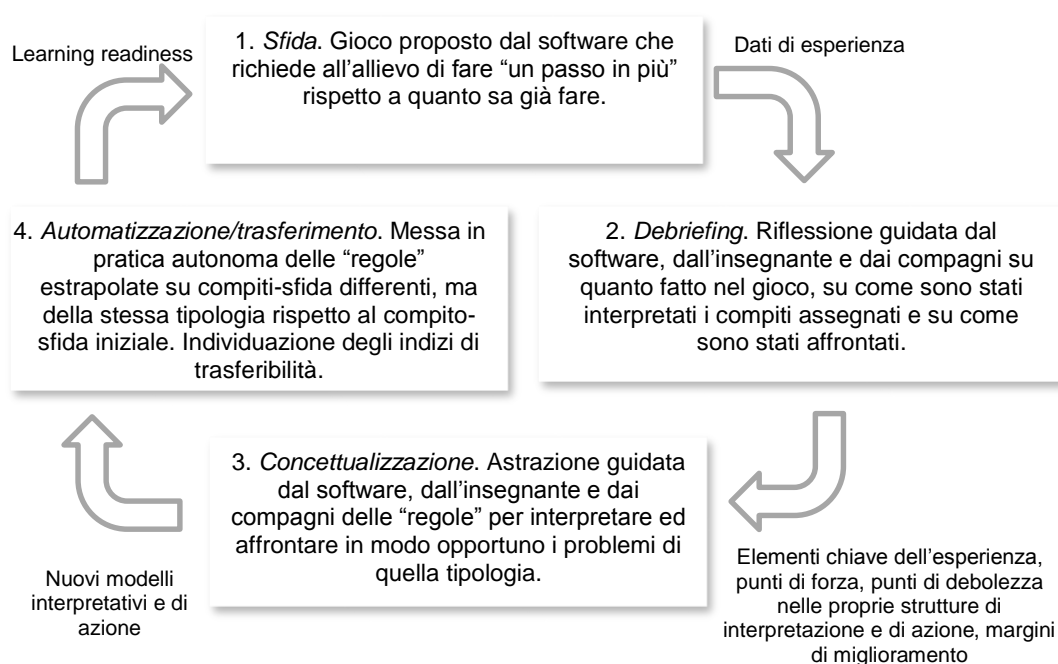 Learning readiness
1. Sfida. Gioco proposto dal software che
richiede all’allievo di fare “un passo in più”
rispetto a quanto sa già fare.
Dati di esperienza
2. Debriefing. Riflessione guidata dal
software, dall’insegnante e dai compagni su
quanto fatto nel gioco, su come sono stati
interpretati i compiti assegnati e su come
sono stati affrontati.
Elementi chiave dell’esperienza,
punti di forza, punti di debolezza
nelle proprie strutture di
interpretazione e di azione, margini
di miglioramento
3. Concettualizzazione. Astrazione guidata
dal software, dall’insegnante e dai
compagni delle “regole” per interpretare ed
affrontare in modo opportuno i problemi di
quella tipologia.
Nuovi modelli
interpretativi e di
azione
4. Automatizzazione/trasferimento. Messa in
pratica autonoma delle “regole”
estrapolate su compiti-sfida differenti, ma
della stessa tipologia rispetto al compito-
sfida iniziale. Individuazione degli indizi di
trasferibilità.